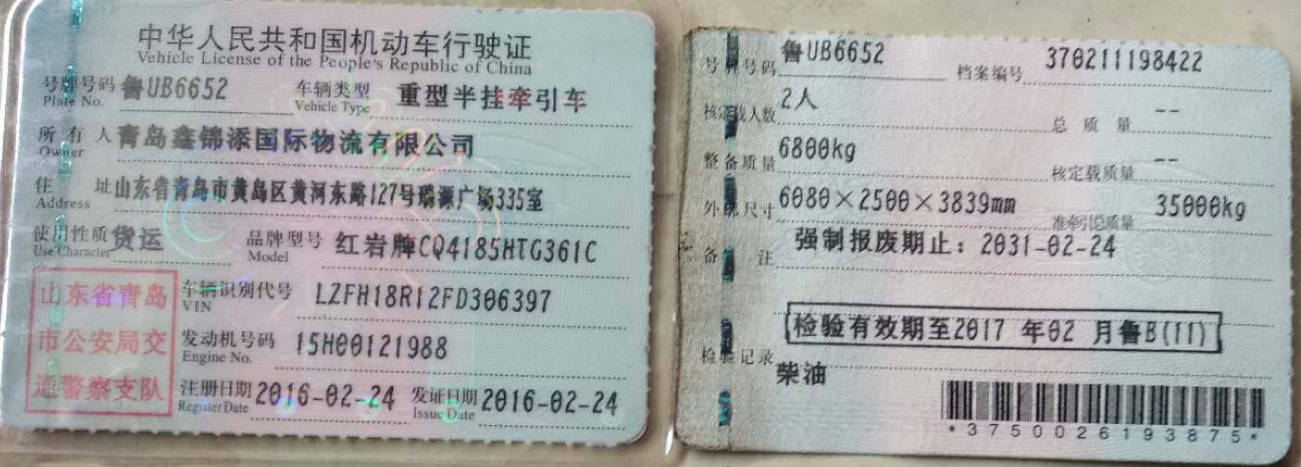 中华人民共和国机动车行驶证
Vehicle License of the People's Republic of China
号牌号码 鲁UB6652 车辆类型 重型半挂牵引车
Plate No. Vehicle Type
所有人 青岛鑫锦添国际物流有限公司
Owner
住址 山东省青岛市黄岛区黄河东路127号瑞源广场335室
Address
使用性质 货运 品牌型号 红岩牌CQ4185HTG361C
Use Character Model
山东省青岛
市公安局交
通警察支队
车辆识别代号 LZFH18R12FD306397
VIN
发动机号码 15H00121988
Engine No.
注册日期 2016-02-24 发证日期 2016-02-24
Register Date Issue Date
号牌号码 鲁UB6652 档案编号 370211198422
核定载人数 2人 总质量 --
整备质量 6800kg 核定载质量 --
外廓尺寸 6080×2500×3839mm 准牵引总质量 35000kg
备注 强制报废期止：2031-02-24
检验有效期至2017 年02 月鲁B(11)
检验记录
柴油
*3750026193875*